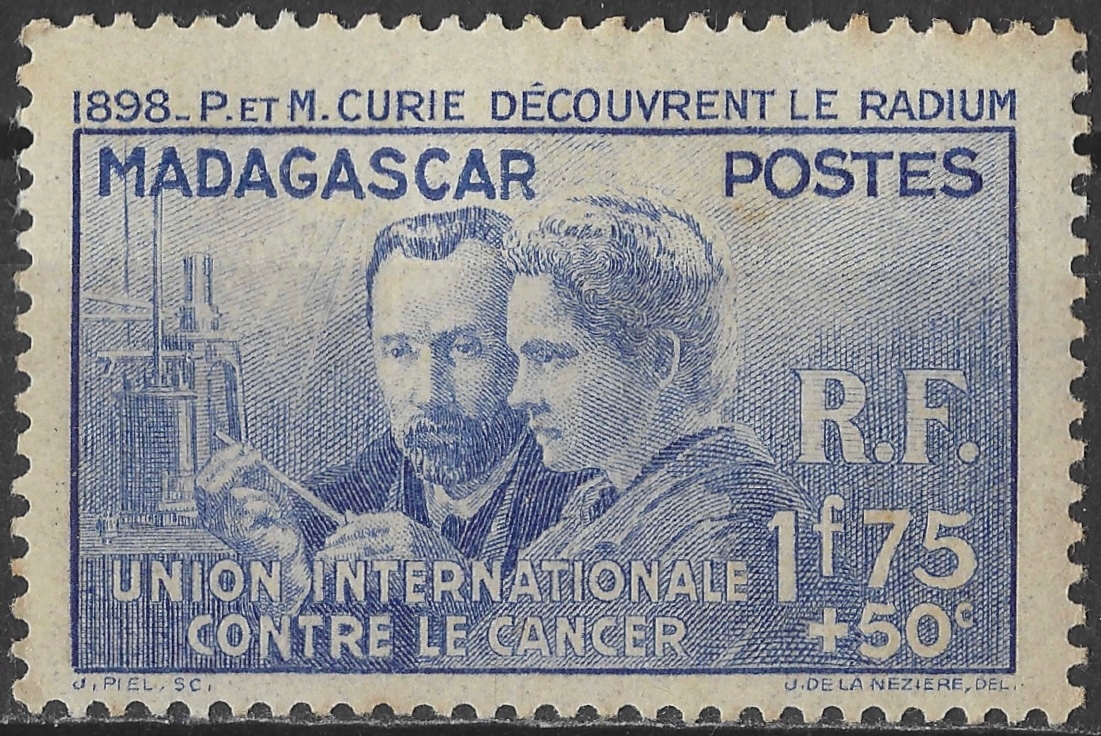 1898_P. ET M. CURIE DÉCOUVRENT LE RADIUM
MADAGASCAR POSTES
R.F.
1f75
+50c
UNION INTERNATIONALE
CONTRE LE CANCER
J. PIEL. SC. J. DE LA NEZIERE, DEL.